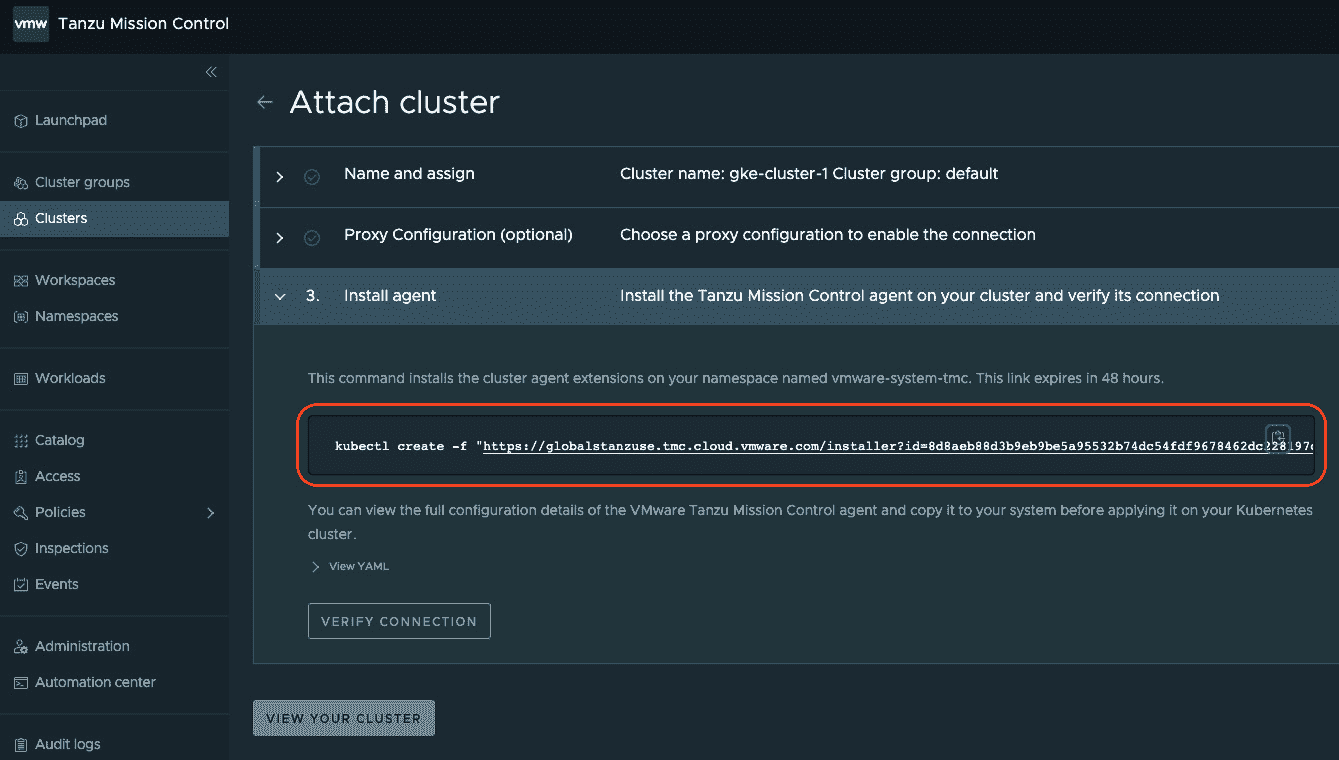 vmw Tanzu Mission Control
Attach cluster
Launchpad
Cluster groups
Clusters
Workspaces
Namespaces
Workloads
Catalog
Access
Policies
Inspections
Events
Administration
Automation center
Audit logs
Name and assign Cluster name: gke-cluster-1 Cluster group: default
Proxy Configuration (optional) Choose a proxy configuration to enable the connection
3. Install agent Install the Tanzu Mission Control agent on your cluster and verify its connection
This command installs the cluster agent extensions on your namespace named vmware-system-tmc. This link expires in 48 hours.
kubectl create -f "https://globalstanzuse.tmc.cloud.vmware.com/installer?id=8d8aeb88d3b9eb9be5a95532b74dc54fdf9678462dc228197
You can view the full configuration details of the VMware Tanzu Mission Control agent and copy it to your system before applying it on your Kubernetes
cluster.
View YAML
VERIFY CONNECTION
VIEW YOUR CLUSTER